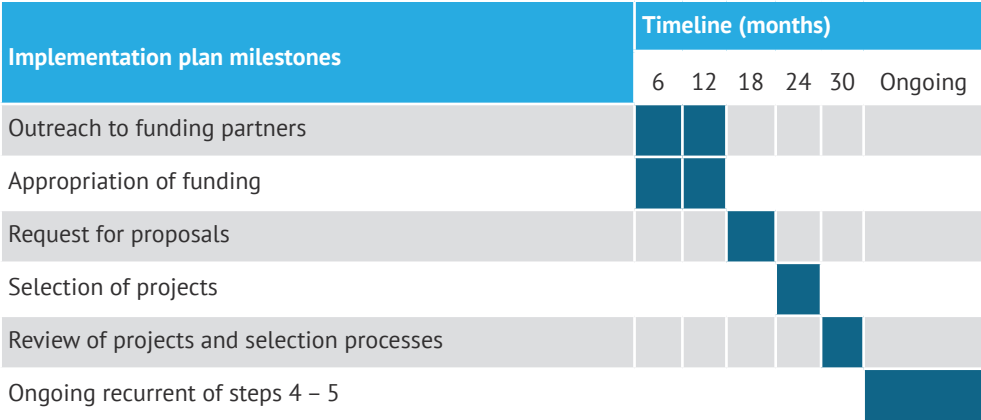 Timeline (months)
Implementation plan milestones
6 12 18 24 30 Ongoing
Outreach to funding partners
Appropriation of funding
Request for proposals
Selection of projects
Review of projects and selection processes
Ongoing recurrent of steps 4 – 5